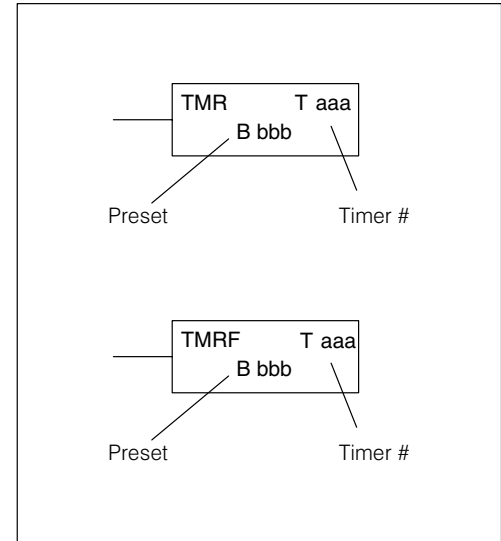 TMR T aaa
B bbb
Preset Timer #
TMRF T aaa
B bbb
Preset Timer #